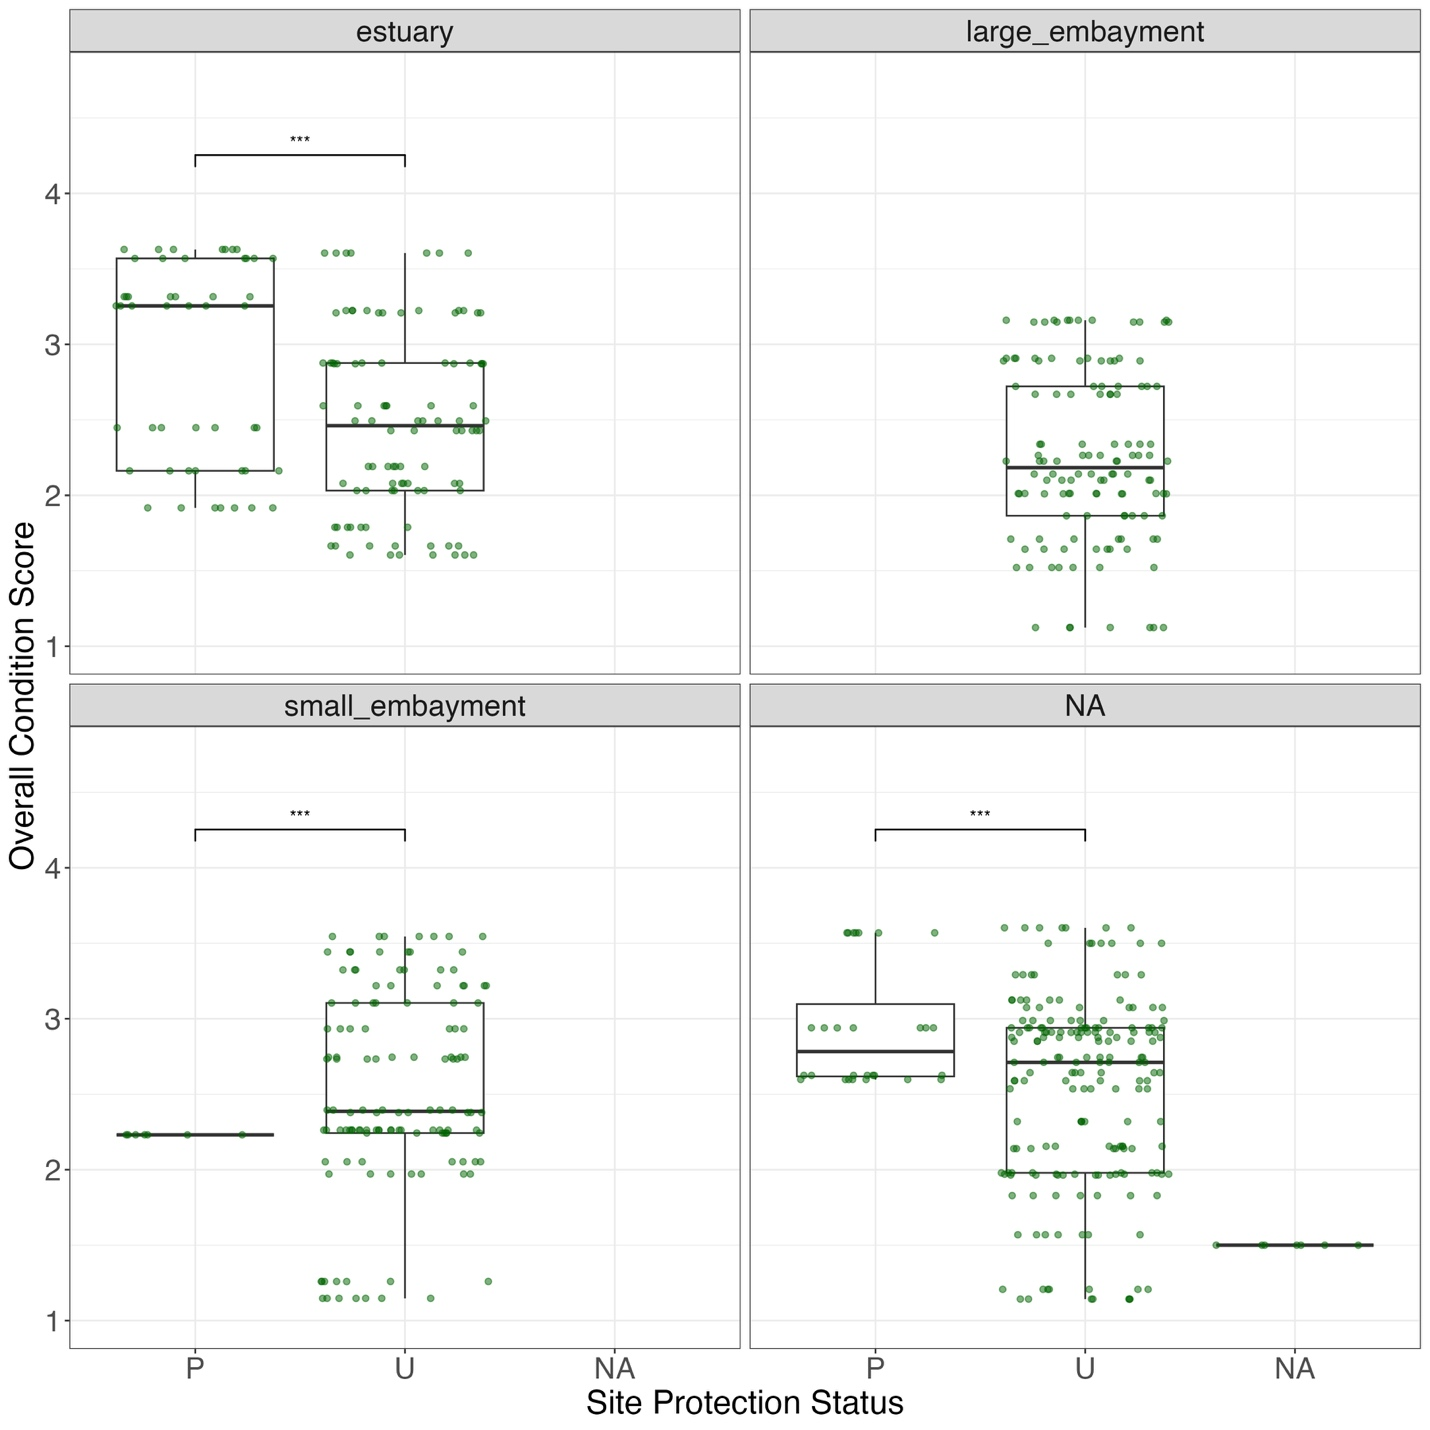 estuary
large_embayment
***
4
3
2
1
small_embayment
NA
***
***
4
3
2
1
P
U
NA
P
U
NA
Site Protection Status
Overall Condition Score